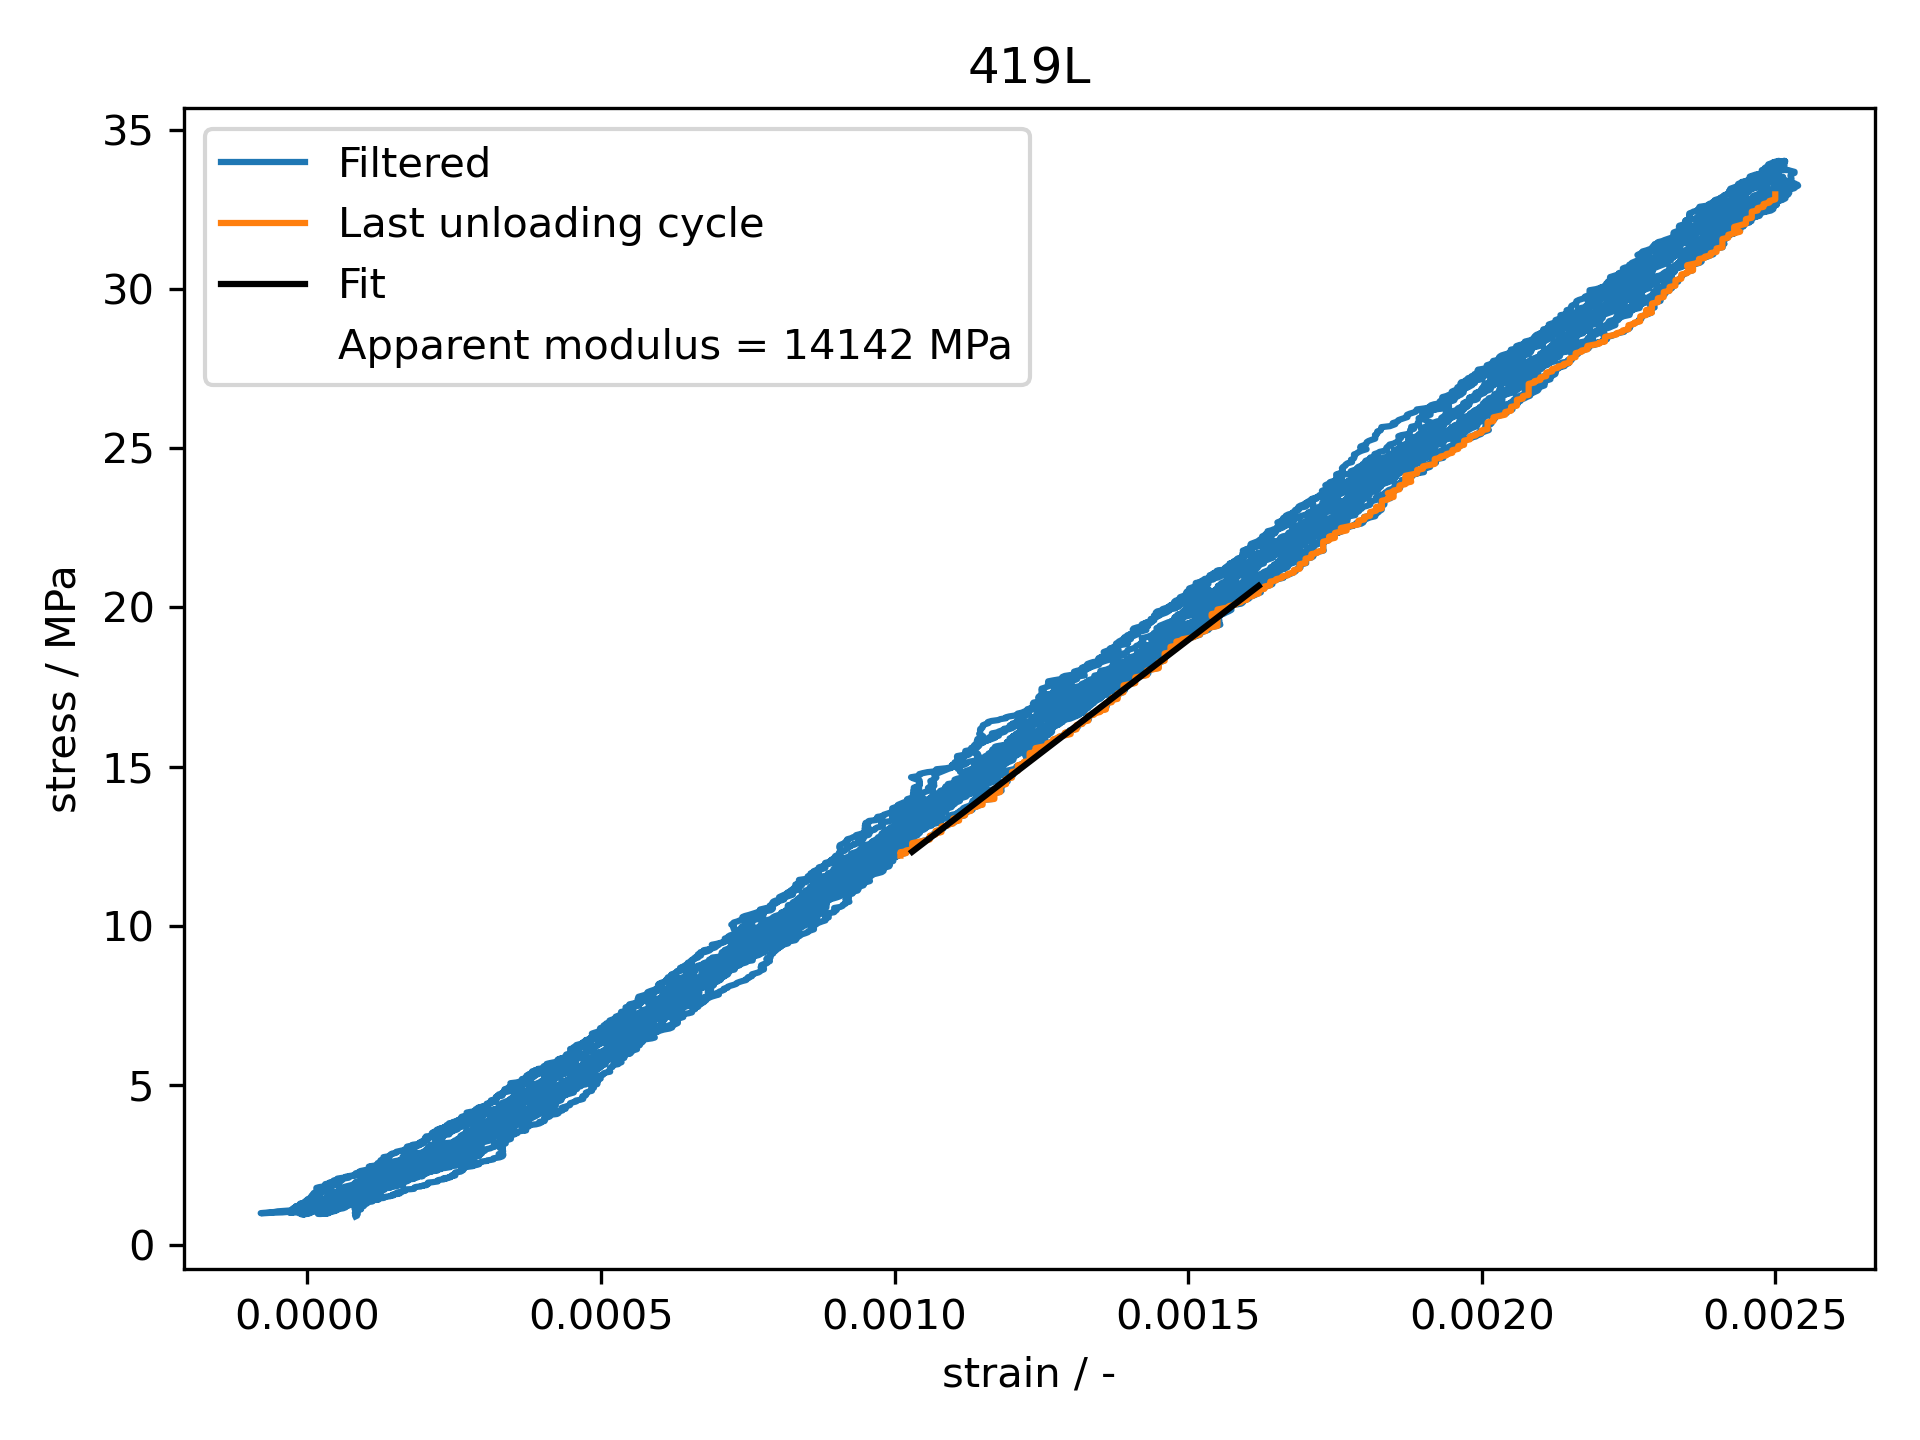 419L
Filtered
Last unloading cycle
Fit
Apparent modulus = 14142 MPa
35
30
25
20
15
10
5
0
stress / MPa
0.0000 0.0005 0.0010 0.0015 0.0020 0.0025
strain / -